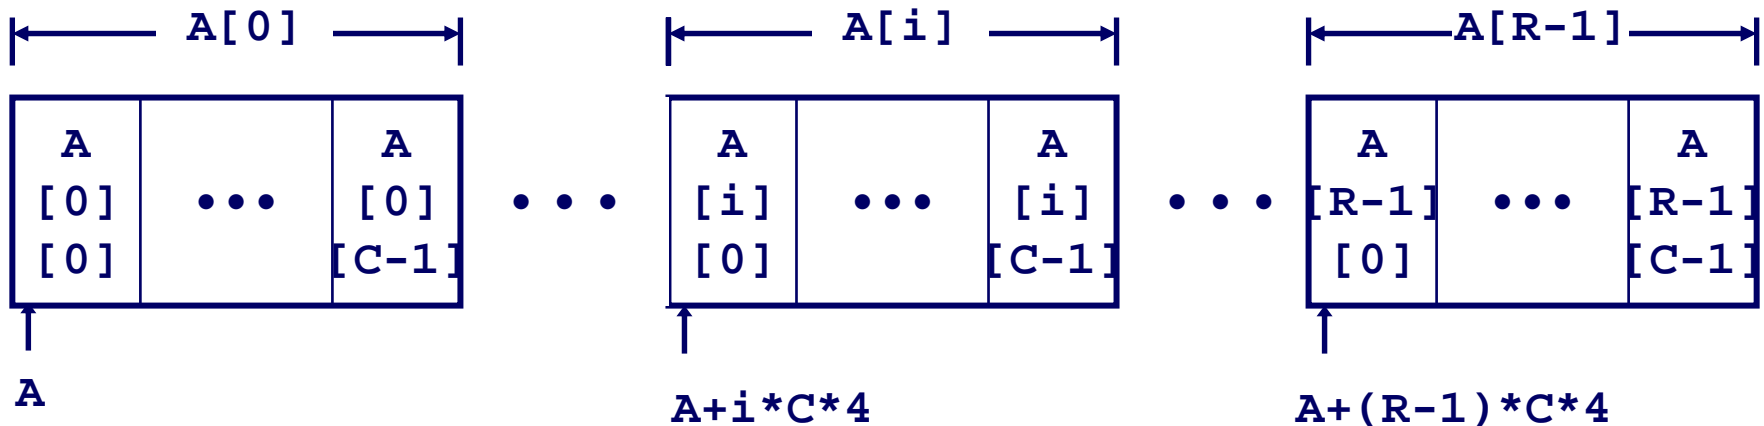 A[0] A[i] A[R-1]
A A A A A A
[0] ••• [0] • • • [i] ••• [i] • • • [R-1] ••• [R-1]
[0] [C-1] [0] [C-1] [0] [C-1]
A A+i*C*4 A+(R-1)*C*4